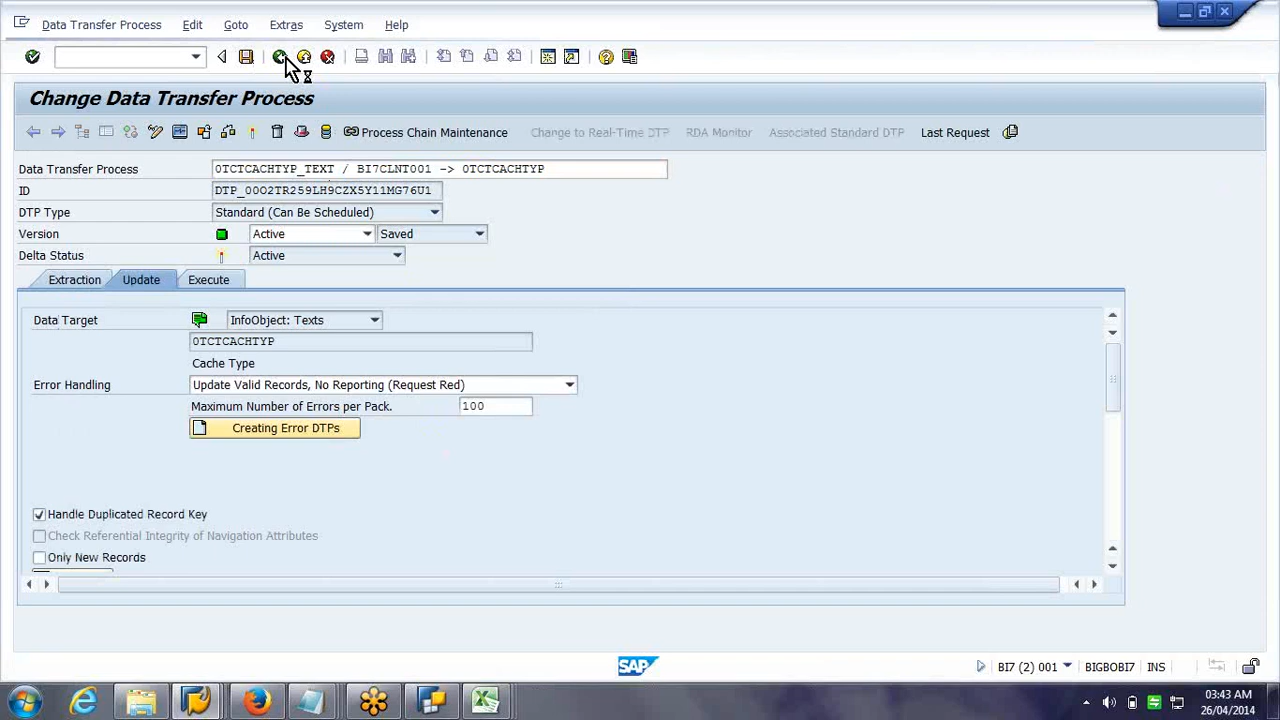 Data Transfer Process Edit Goto Extras System Help
Change Data Transfer Process
Process Chain Maintenance Change to Real-Time DTP RDA Monitor Associated Standard DTP Last Request
Data Transfer Process 0TCTCACHTYP_TEXT / BI7CLNT001 -> 0TCTCACHTYP
ID DTP_00O2TR259LH9CZX5Y11MG76U1
DTP Type Standard (Can Be Scheduled)
Version Active Saved
Delta Status Active
Extraction Update Execute
Data Target InfoObject: Texts
0TCTCACHTYP
Cache Type
Error Handling Update Valid Records, No Reporting (Request Red)
Maximum Number of Errors per Pack. 100
Creating Error DTPs
Handle Duplicated Record Key
Check Referential Integrity of Navigation Attributes
Only New Records
SAP BI7 (2) 001 BIGBOBI7 INS
03:43 AM
26/04/2014